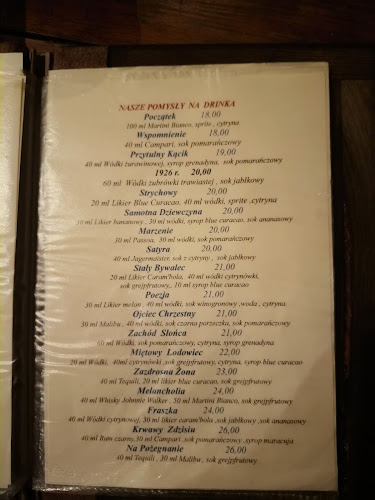 NASZE POMYSŁY NA DRINKA
Początek 18,00
100 ml Martini Bianco, sprite , cytryna
Wspomnienie 18,00
40 ml Campari, sok pomarańczowy
Przytulny Kącik 19,00
40 ml Wódki żurawinowej, syrop grenadyna, sok pomarańczowy
1926 r. 20,00
60 ml Wódki żubrówki trawiastej , sok jabłkowy
Strychowy 20,00
20 ml Likier Blue Curacao, 40 ml wódki, sprite ,cytryna
Samotna Dziewczyna 20,00
30 ml Likier bananowy , 30 ml wódki, syrop blue curacao, sok ananasowy
Marzenie 20,00
30 ml Passoa, 30 ml wódki, sok pomarańczowy
Satyra 20,00
40 ml Jagermaister, sok z cytryny , sok jabłkowy
Stały Bywalec 21,00
20 ml Likier Caram'bola, 40 ml wódki cytrynówki,
sok grejpfrutowy,, 10 ml syrop blue curacao
Poezja 21,00
30 ml Likier melon , 40 ml wódki, sok winogronowy ,woda , cytryna
Ojciec Chrzestny 21,00
30 ml Malibu , 40 ml wódki, sok czarna porzeczka, sok pomarańczowy
Zachód Słońca 21,00
60 ml Wódki, sok pomarańczowy, cytryna, syrop grenadyna
Miętowy Lodowiec 22,00
20 ml Wódki, 40ml cytrynówki ,sok grejpfrutowy, cytryna, syrop blue curacao
Zazdrosna Żona 23,00
40 ml Tequili, 20 ml likier blue curacao, sok grejpfrutowy
Melancholia 24,00
40 ml Whisky Johnnie Walker , 30 ml Martini Bianco, sok grejpfrutowy
Fraszka 24,00
40 ml Wódki cytrynowej, 30 ml likier caram'bola ,sok jabłkowy ,sok ananasowy
Krwawy Zdzisiu 26,00
40 ml Rum czarny,30 ml Campari ,sok pomarańczowy ,syrop maracuja
Na Pożegnanie 26,00
40 ml Tequili , 30 ml Malibu , sok grejpfrutowy